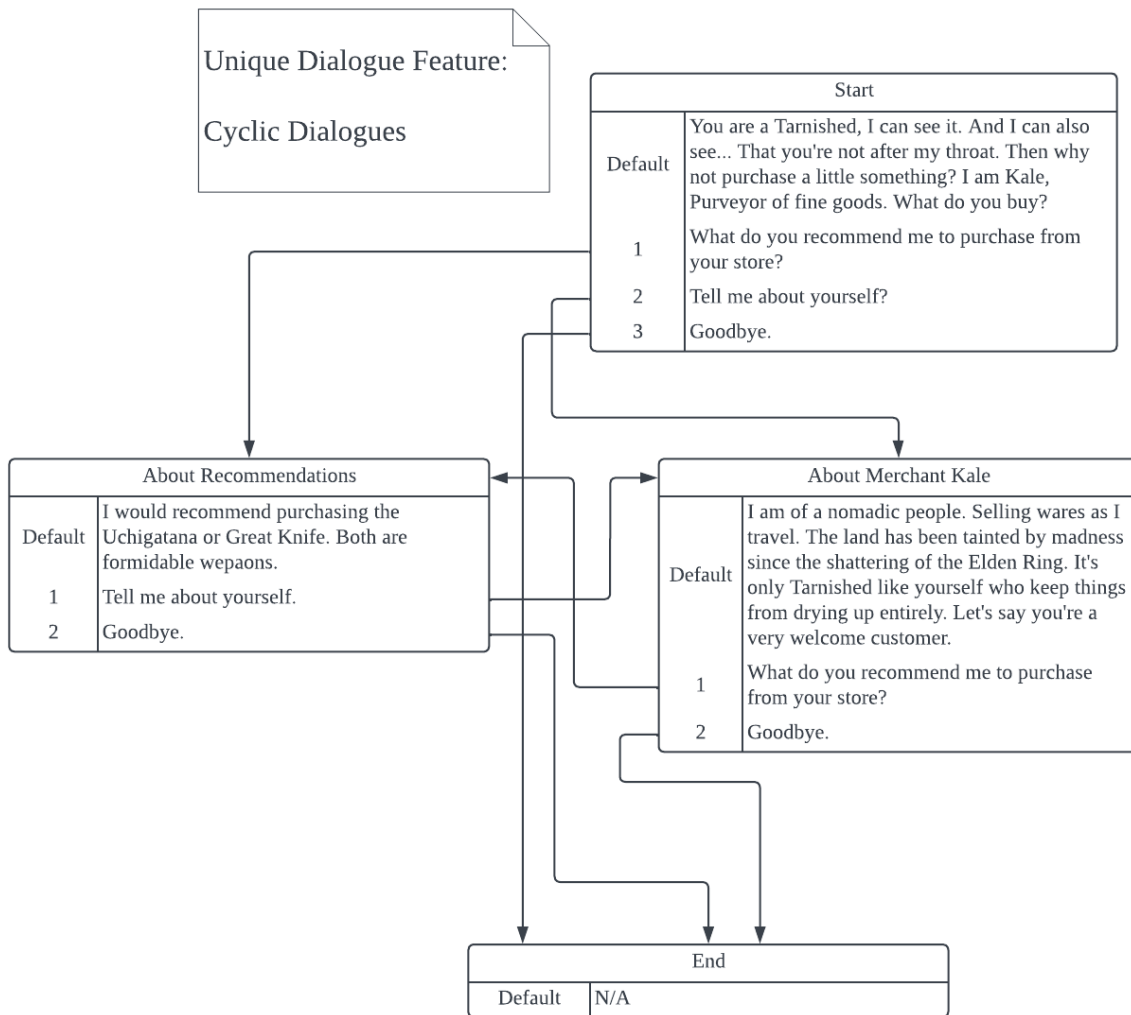 Unique Dialogue Feature:
Cyclic Dialogues
Start
Default
You are a Tarnished, I can see it. And I can also
see... That you're not after my throat. Then why
not purchase a little something? I am Kale,
Purveyor of fine goods. What do you buy?
1
What do you recommend me to purchase from
your store?
2
Tell me about yourself?
3
Goodbye.
About Recommendations
Default
I would recommend purchasing the
Uchigatana or Great Knife. Both are
formidable wepaons.
1
Tell me about yourself.
2
Goodbye.
About Merchant Kale
Default
I am of a nomadic people. Selling wares as I
travel. The land has been tainted by madness
since the shattering of the Elden Ring. It's
only Tarnished like yourself who keep things
from drying up entirely. Let's say you're a
very welcome customer.
1
What do you recommend me to purchase
from your store?
2
Goodbye.
End
Default
N/A